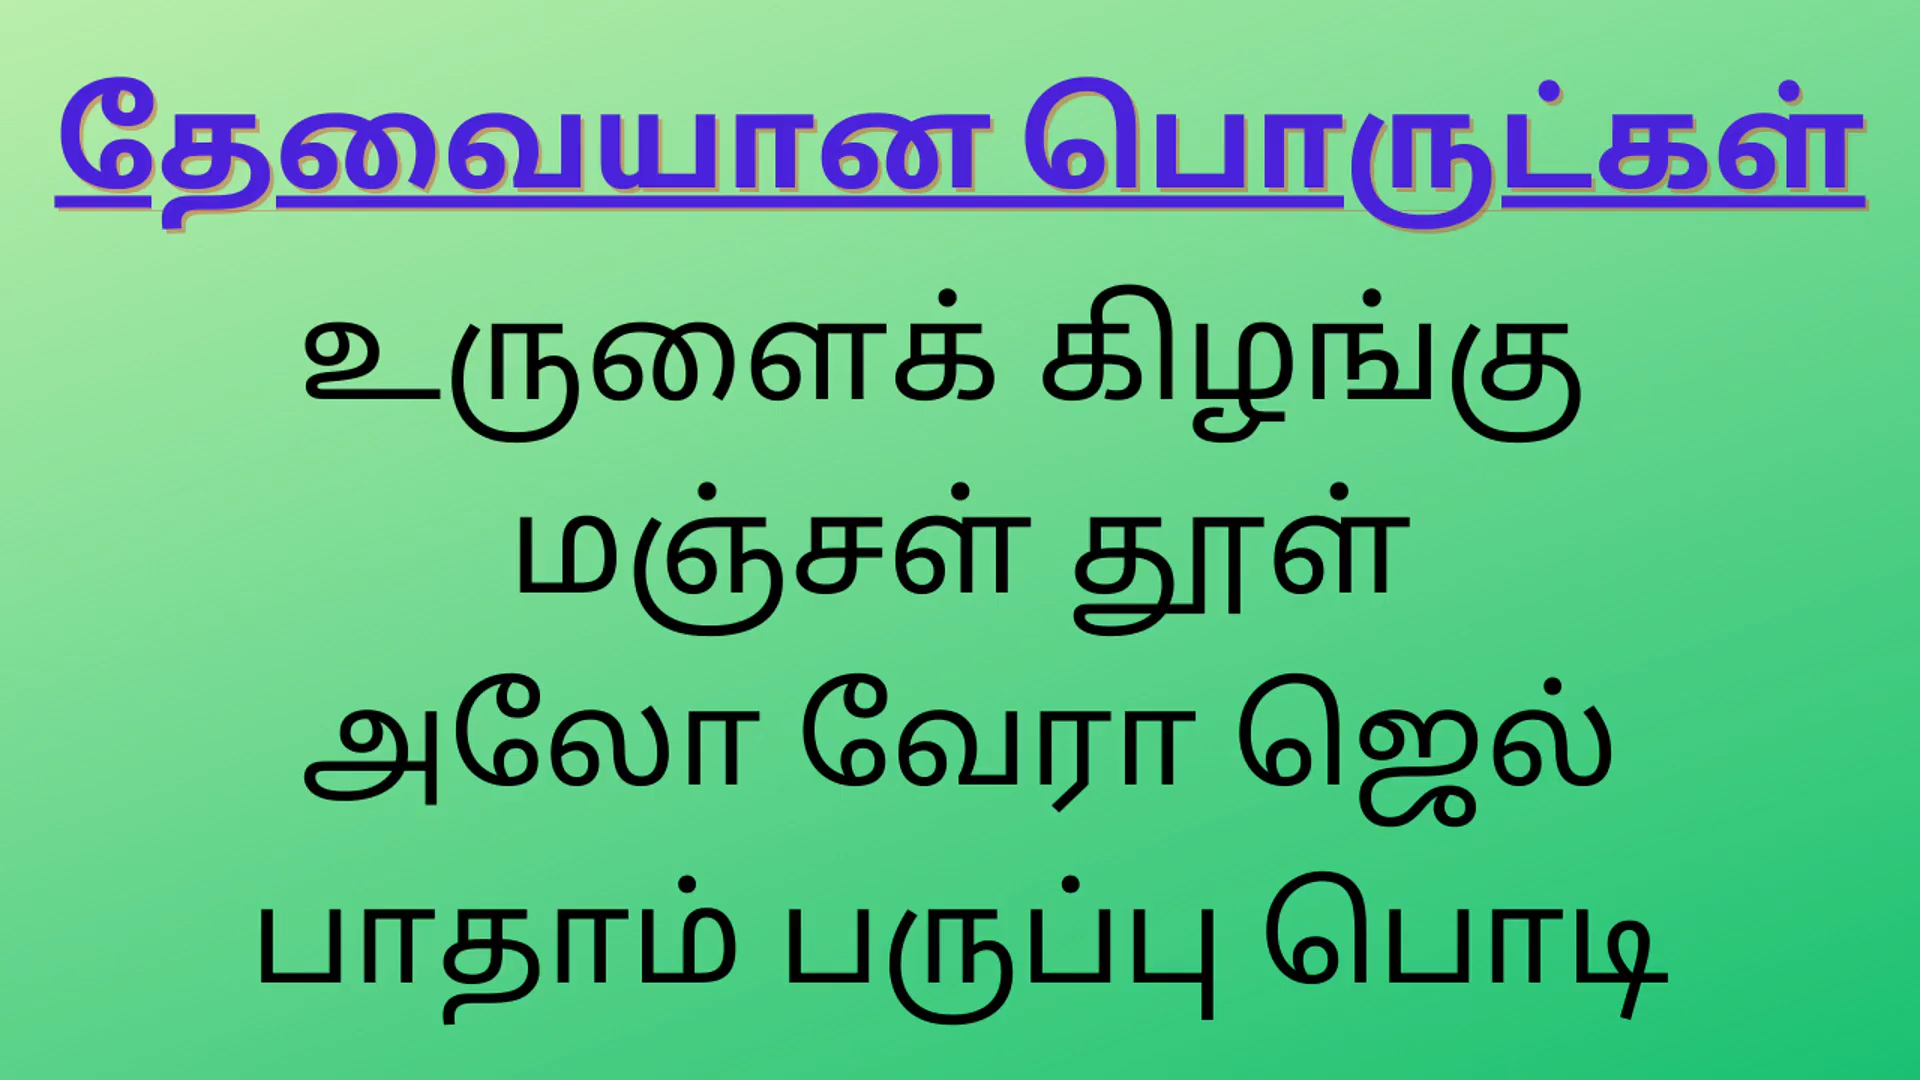 தேவையான பொருட்கள்
உருளைக் கிழங்கு
மஞ்சள் தூள்
அலோ வேரா ஜெல்
பாதாம் பருப்பு பொடி